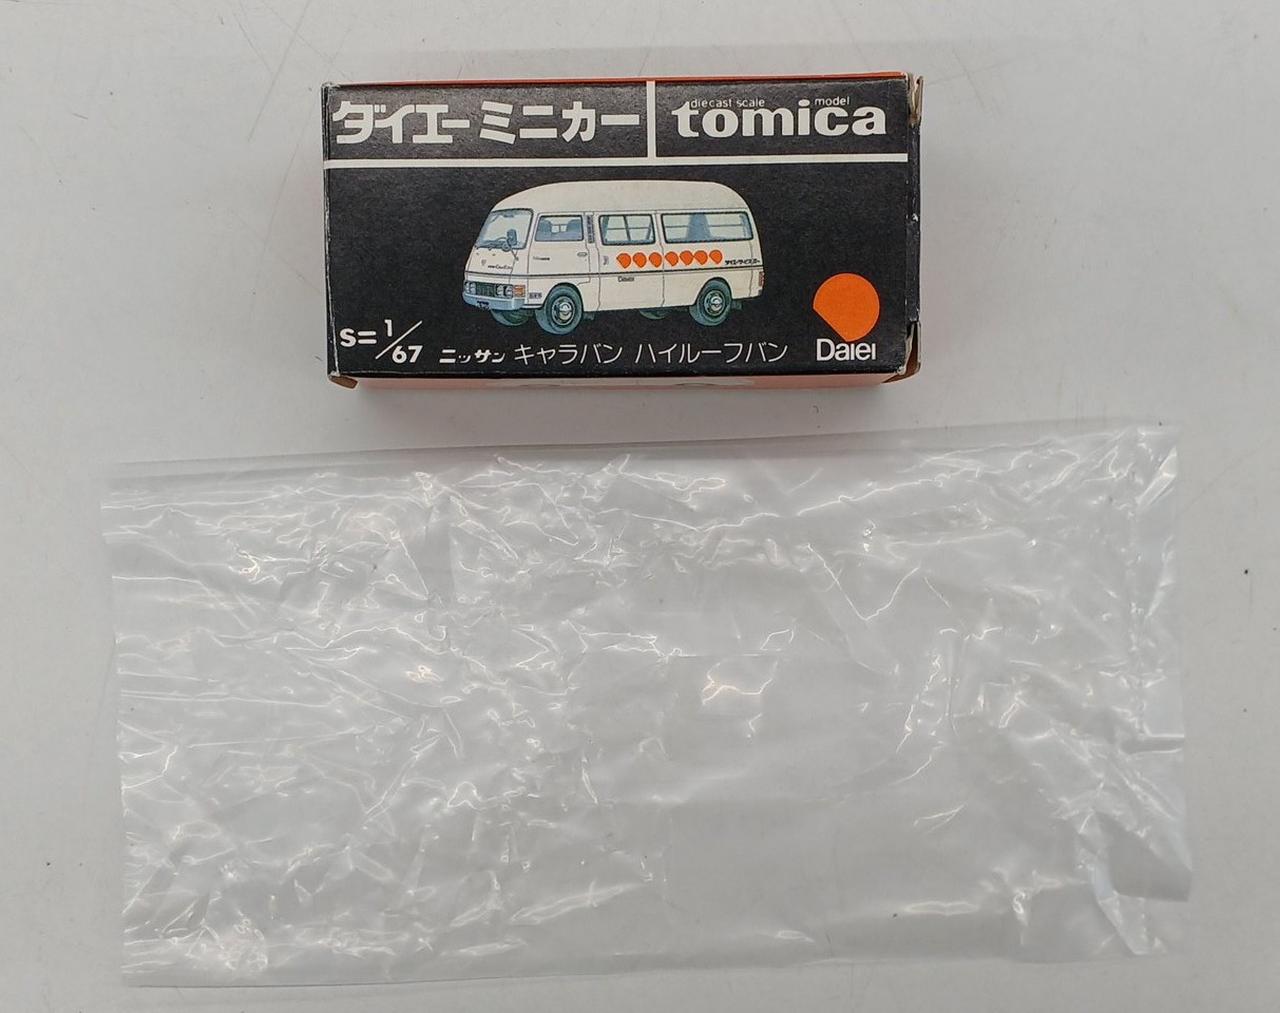 ダイエーミニカー
diecast scale model
tomica
S=1/67
ニッサン キャラバン ハイルーフバン
Daiei